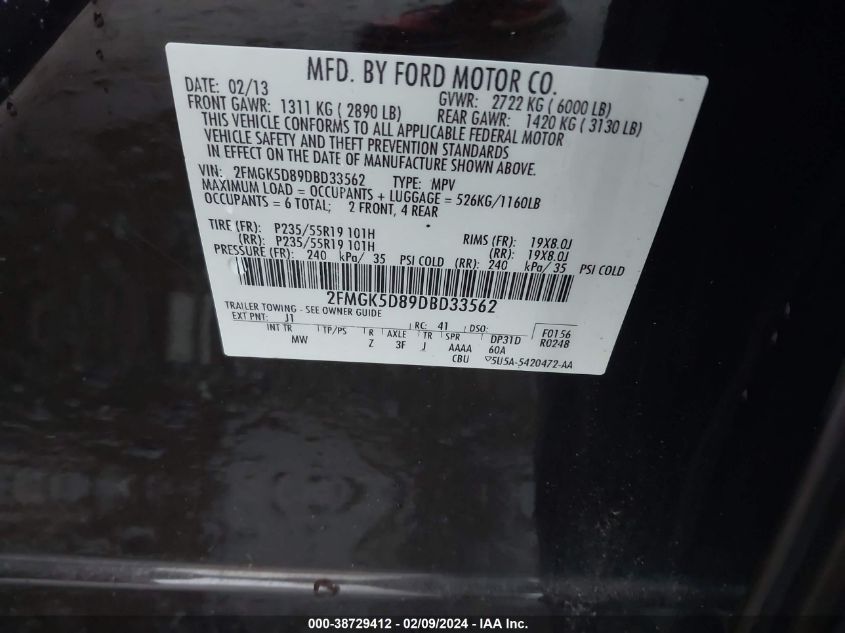 MFD. BY FORD MOTOR CO.
DATE: 02/13 GVWR: 2722 KG ( 6000 LB)
FRONT GAWR: 1311 KG ( 2890 LB) REAR GAWR: 1420 KG ( 3130 LB)
THIS VEHICLE CONFORMS TO ALL APPLICABLE FEDERAL MOTOR
VEHICLE SAFETY AND THEFT PREVENTION STANDARDS
IN EFFECT ON THE DATE OF MANUFACTURE SHOWN ABOVE.
VIN: 2FMGK5D89DBD33562 TYPE: MPV
MAXIMUM LOAD = OCCUPANTS + LUGGAGE = 526KG/1160LB
OCCUPANTS = 6 TOTAL; 2 FRONT, 4 REAR
TIRE (FR): P235/55R19 101H RIMS (FR): 19X8.0J
(RR): P235/55R19 101H (RR): 19X8.0J
PRESSURE (FR): 240 kPa/ 35 PSI COLD (RR): 240 kPa/ 35 PSI COLD
2FMGK5D89DBD33562
TRAILER TOWING - SEE OWNER GUIDE
EXT PNT: J1 RC: 41 DSO: F0156
INT TR TP/PS R AXLE TR SPR DP31D R0248
MW Z 3F J AAAA 60A
CBU 5U5A-5420472-AA
000-38729412 - 02/09/2024 - IAA Inc.